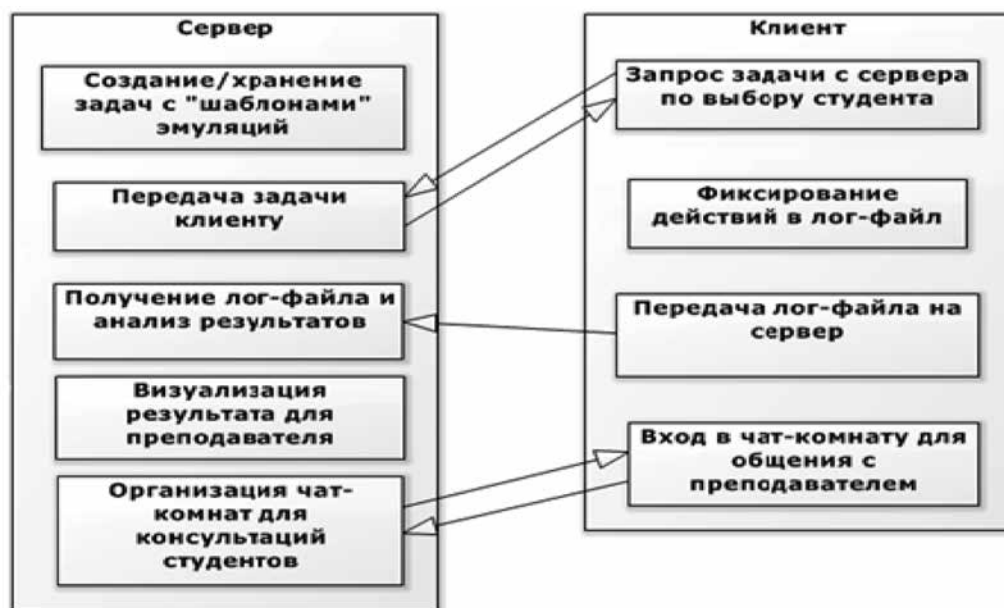 Сервер
Создание/хранение
задач с "шаблонами"
эмуляций
Передача задачи
клиенту
Получение лог-файла и
анализ результатов
Визуализация
результата для
преподавателя
Организация чат-
комнат для
консультаций
студентов
Клиент
Запрос задачи с сервера
по выбору студента
Фиксирование
действий в лог-файл
Передача лог-файла на
сервер
Вход в чат-комнату для
общения с
преподавателем